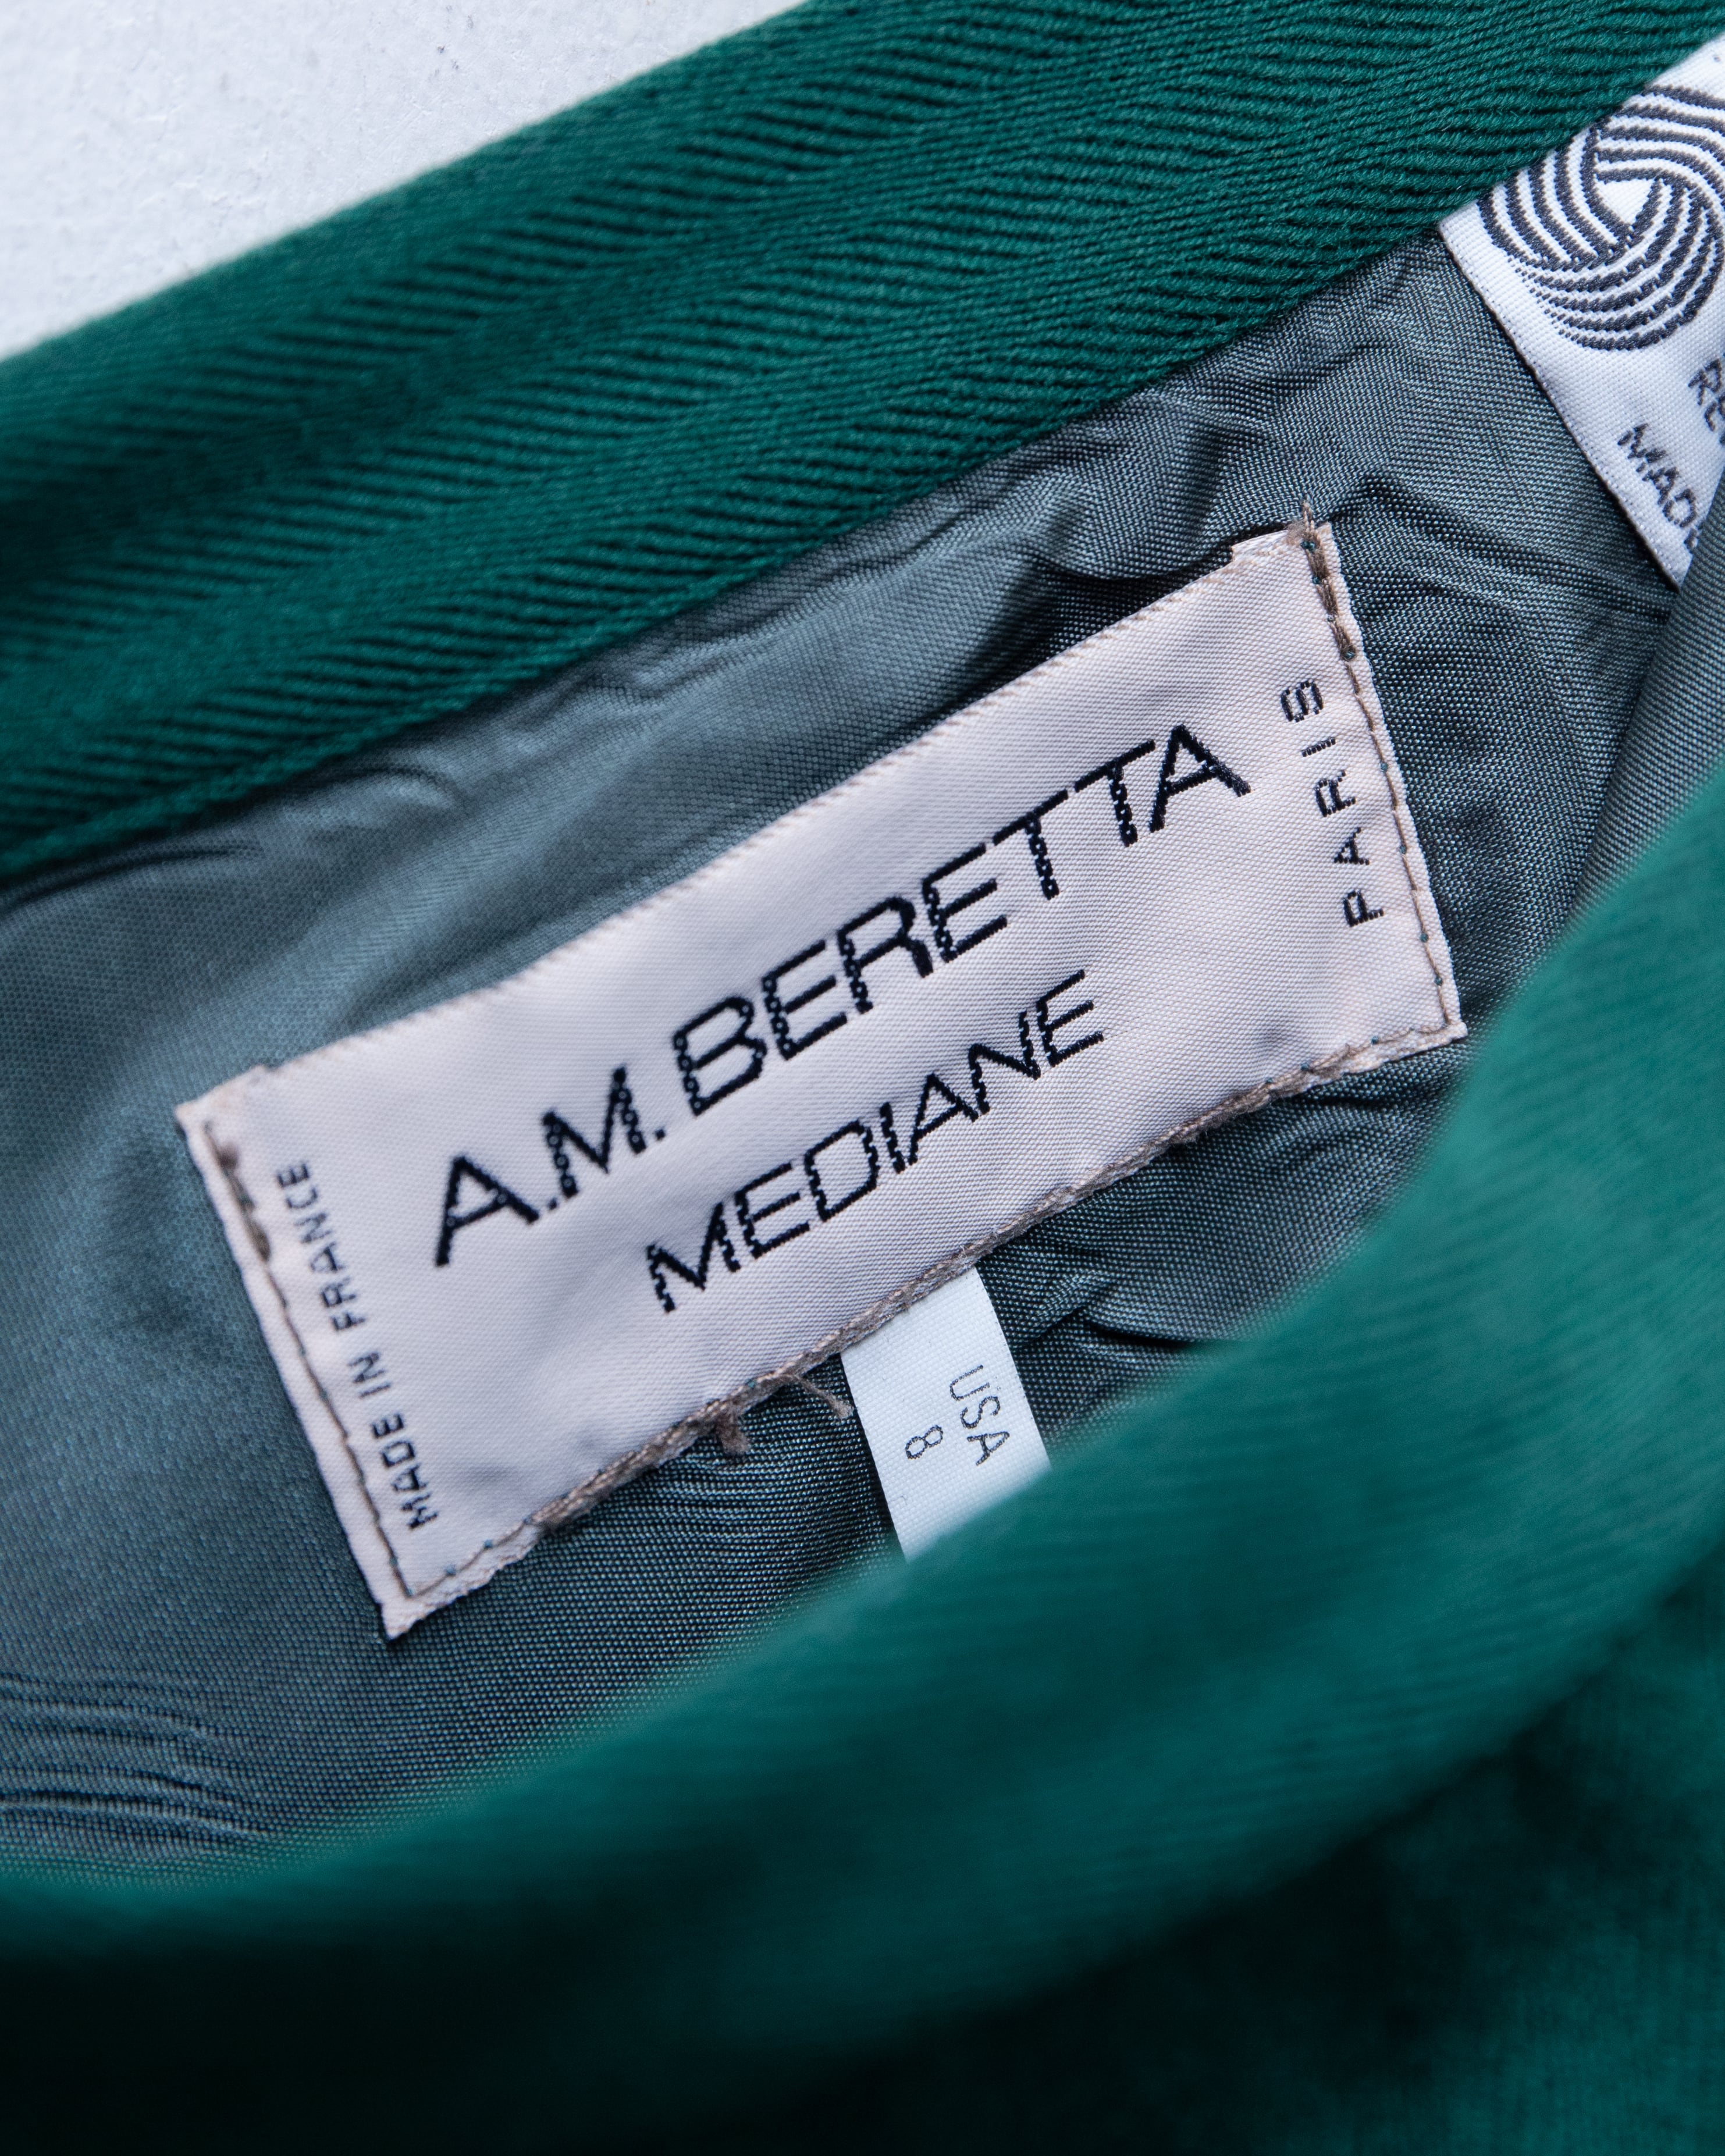 A.M. BERETTA
MEDIANE
PARIS
MADE IN FRANCE
USA
8